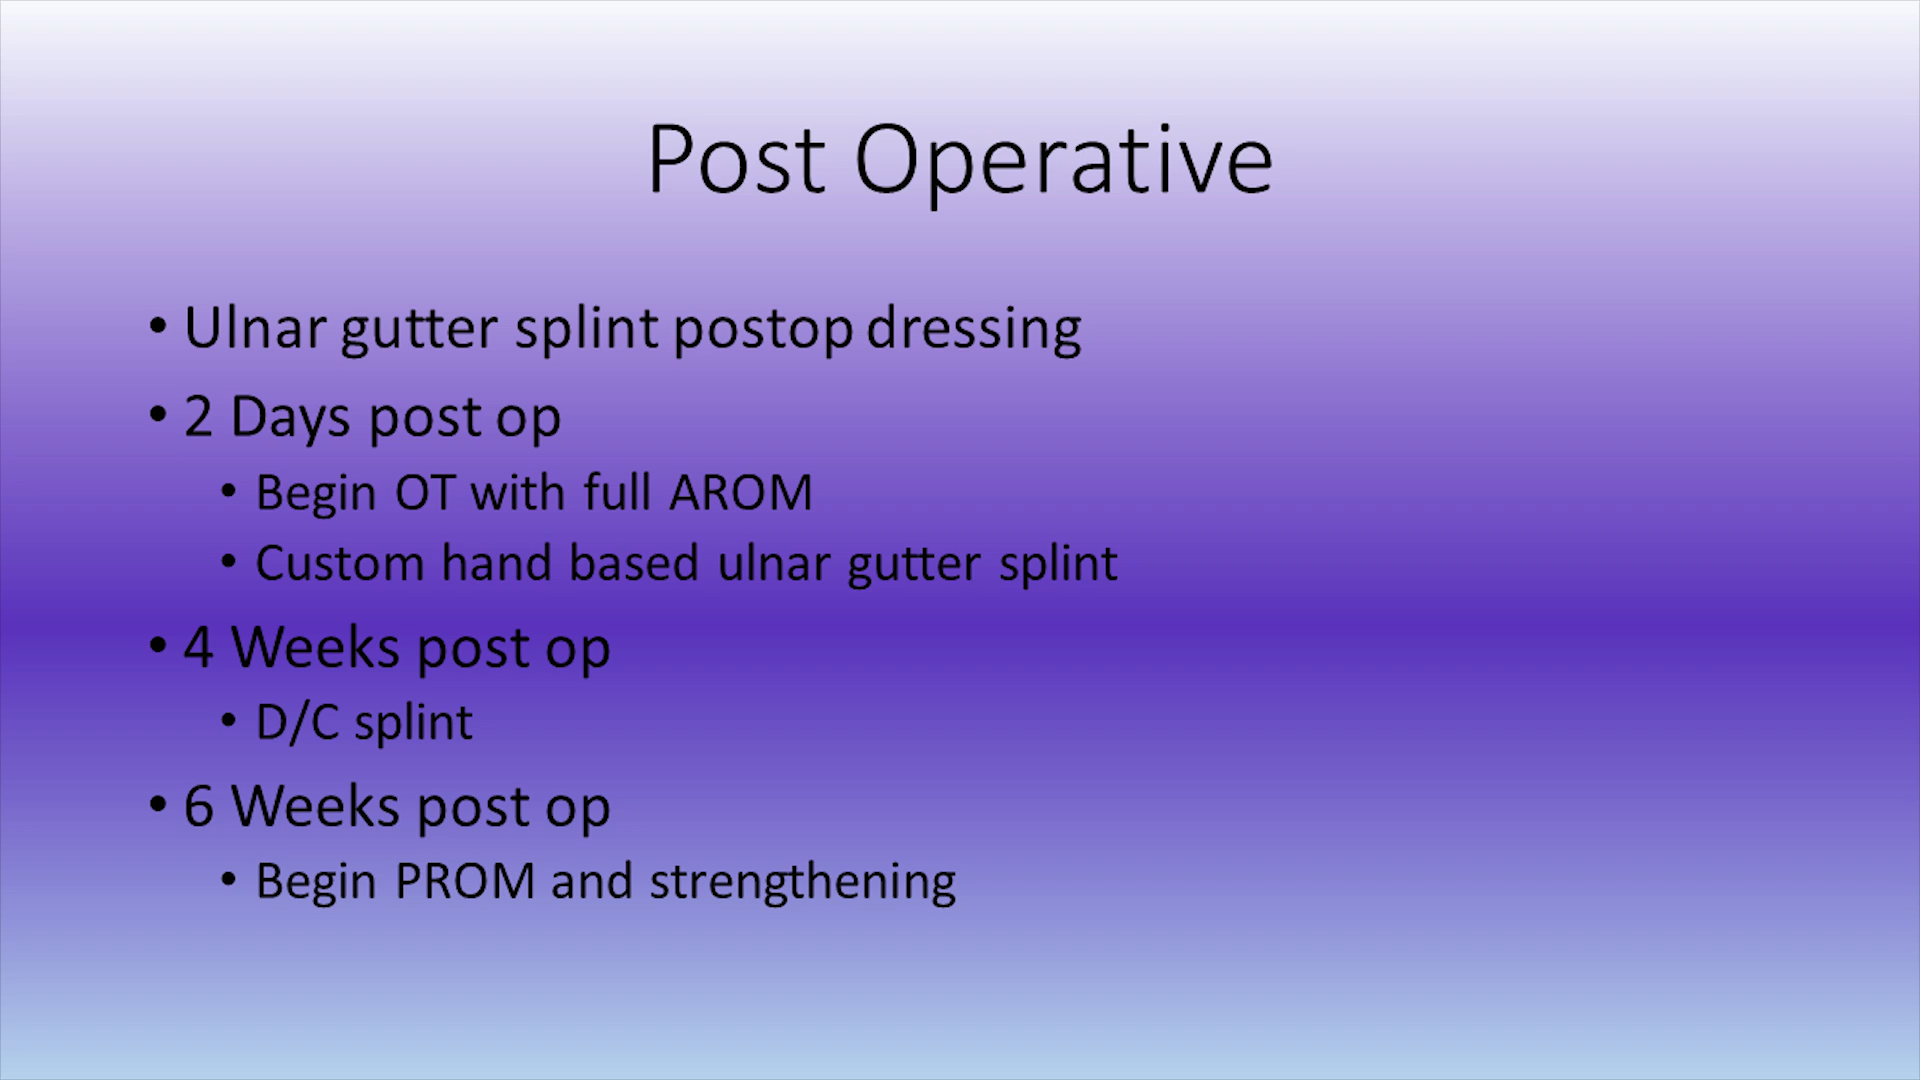 Post Operative
• Ulnar gutter splint postop dressing
• 2 Days post op
• Begin OT with full AROM
• Custom hand based ulnar gutter splint
• 4 Weeks post op
• D/C splint
• 6 Weeks post op
• Begin PROM and strengthening